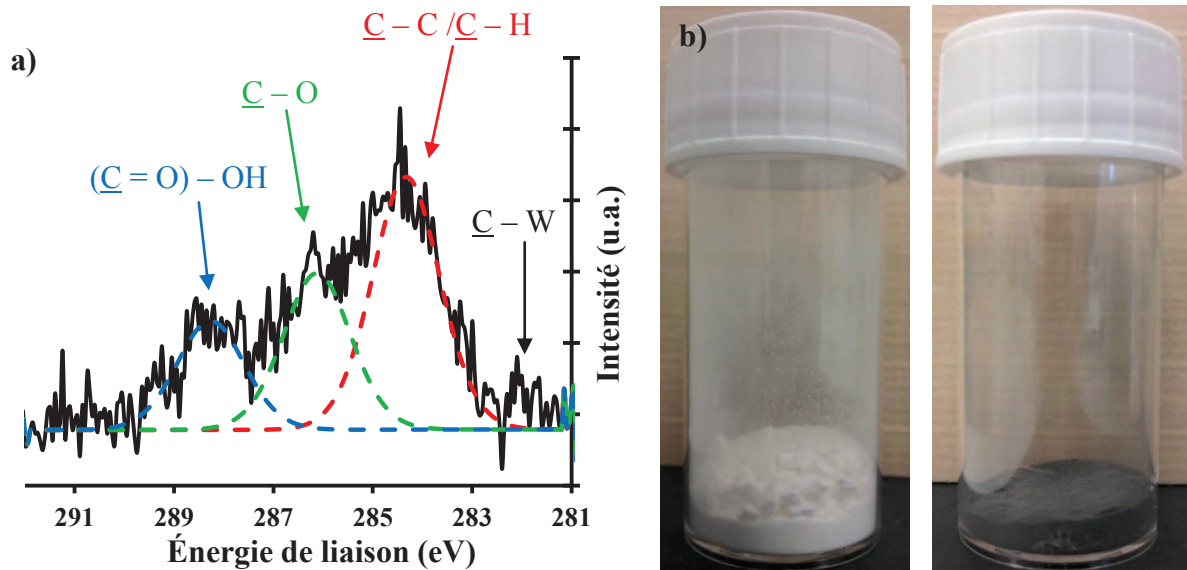 a)
C – C /C – H
C – O
(C = O) – OH
C – W
Intensité (u.a.)
291 289 287 285 283 281
Énergie de liaison (eV)
b)